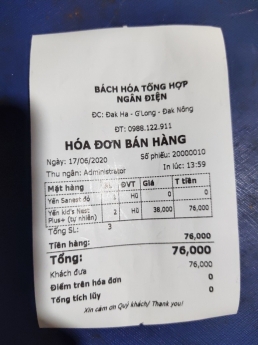 BÁCH HÓA TỔNG HỢP
NGÂN ĐIỆN
ĐC: Đak Ha - G'Long - Đak Nông
ĐT: 0988.122.911
HÓA ĐƠN BÁN HÀNG
Ngày: 17/06/2020 Số phiếu: 20000010
Thu ngân: Administrator In lúc: 13:59
Mặt hàng SL ĐVT Giá T tiền
Yến Sanest đỏ 1 Hũ 0 0
Yến kid's Nest Plus+ (tự nhiên) 2 Hũ 38,000 76,000
Tổng SL: 3
Tiền hàng: 76,000
Tổng: 76,000
Khách đưa 76,000
Điểm trên hóa đơn 0
Tổng tích lũy 0
Xin cảm ơn Quý khách/ Thank you!